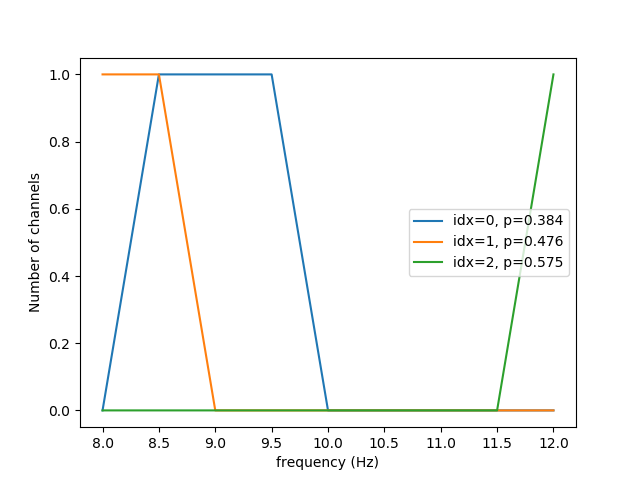 1.0
0.8
0.6
0.4
0.2
0.0
Number of channels
idx=0, p=0.384
idx=1, p=0.476
idx=2, p=0.575
8.0 8.5 9.0 9.5 10.0 10.5 11.0 11.5 12.0
frequency (Hz)